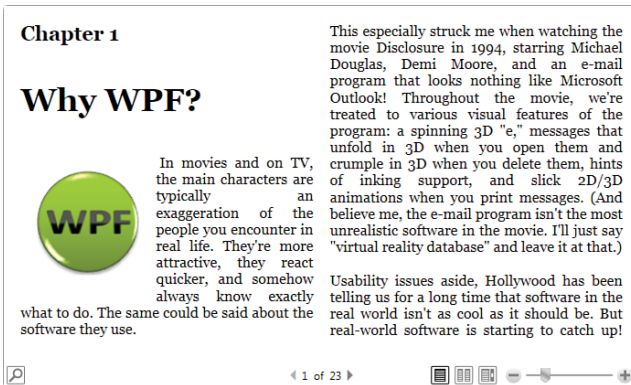 Chapter 1
Why WPF?
WPF
In movies and on TV,
the main characters are
typically an
exaggeration of the
people you encounter in
real life. They're more
attractive, they react
quicker, and somehow
always know exactly
what to do. The same could be said about the
software they use.
This especially struck me when watching the
movie Disclosure in 1994, starring Michael
Douglas, Demi Moore, and an e-mail
program that looks nothing like Microsoft
Outlook! Throughout the movie, we're
treated to various visual features of the
program: a spinning 3D "e," messages that
unfold in 3D when you open them and
crumple in 3D when you delete them, hints
of inking support, and slick 2D/3D
animations when you print messages. (And
believe me, the e-mail program isn't the most
unrealistic software in the movie. I'll just say
"virtual reality database" and leave it at that.)
Usability issues aside, Hollywood has been
telling us for a long time that software in the
real world isn't as cool as it should be. But
real-world software is starting to catch up!
1 of 23